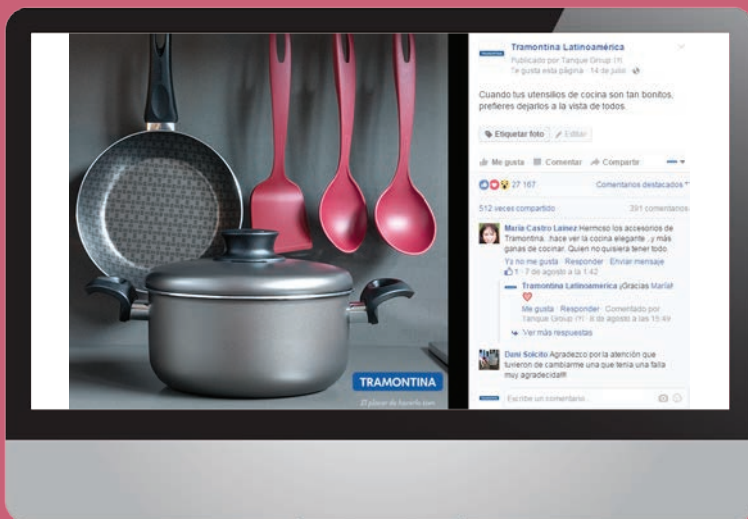 TRAMONTINA
El placer de hacerlo bien
Tramontina Latinoamérica
Publicado por Tanque Group (?)
Te gusta esta página · 14 de julio ·
Cuando tus utensilios de cocina son tan bonitos,
prefieres dejarlos a la vista de todos.
Etiquetar foto Editar
Me gusta Comentar Compartir
27 167 Comentarios destacados
512 veces compartido 391 comentarios
María Castro Lainez Hermoso los accesorios de
Tramontina..hace ver la cocina elegante ..y más
ganas de cocinar. Quien no quisiera tener todo.
Ya no me gusta · Responder · Enviar mensaje
1 · 7 de agosto a la 1:42
Tramontina Latinoamérica ¡Gracias María!
Me gusta · Responder · Comentado por
Tanque Group (?) · 8 de agosto a las 15:49
Ver más respuestas
Dani Solcito Agradezco por la atención que
tuvieron de cambiarme una que tenía una falla
muy agradecida!!!
Escribe un comentario...